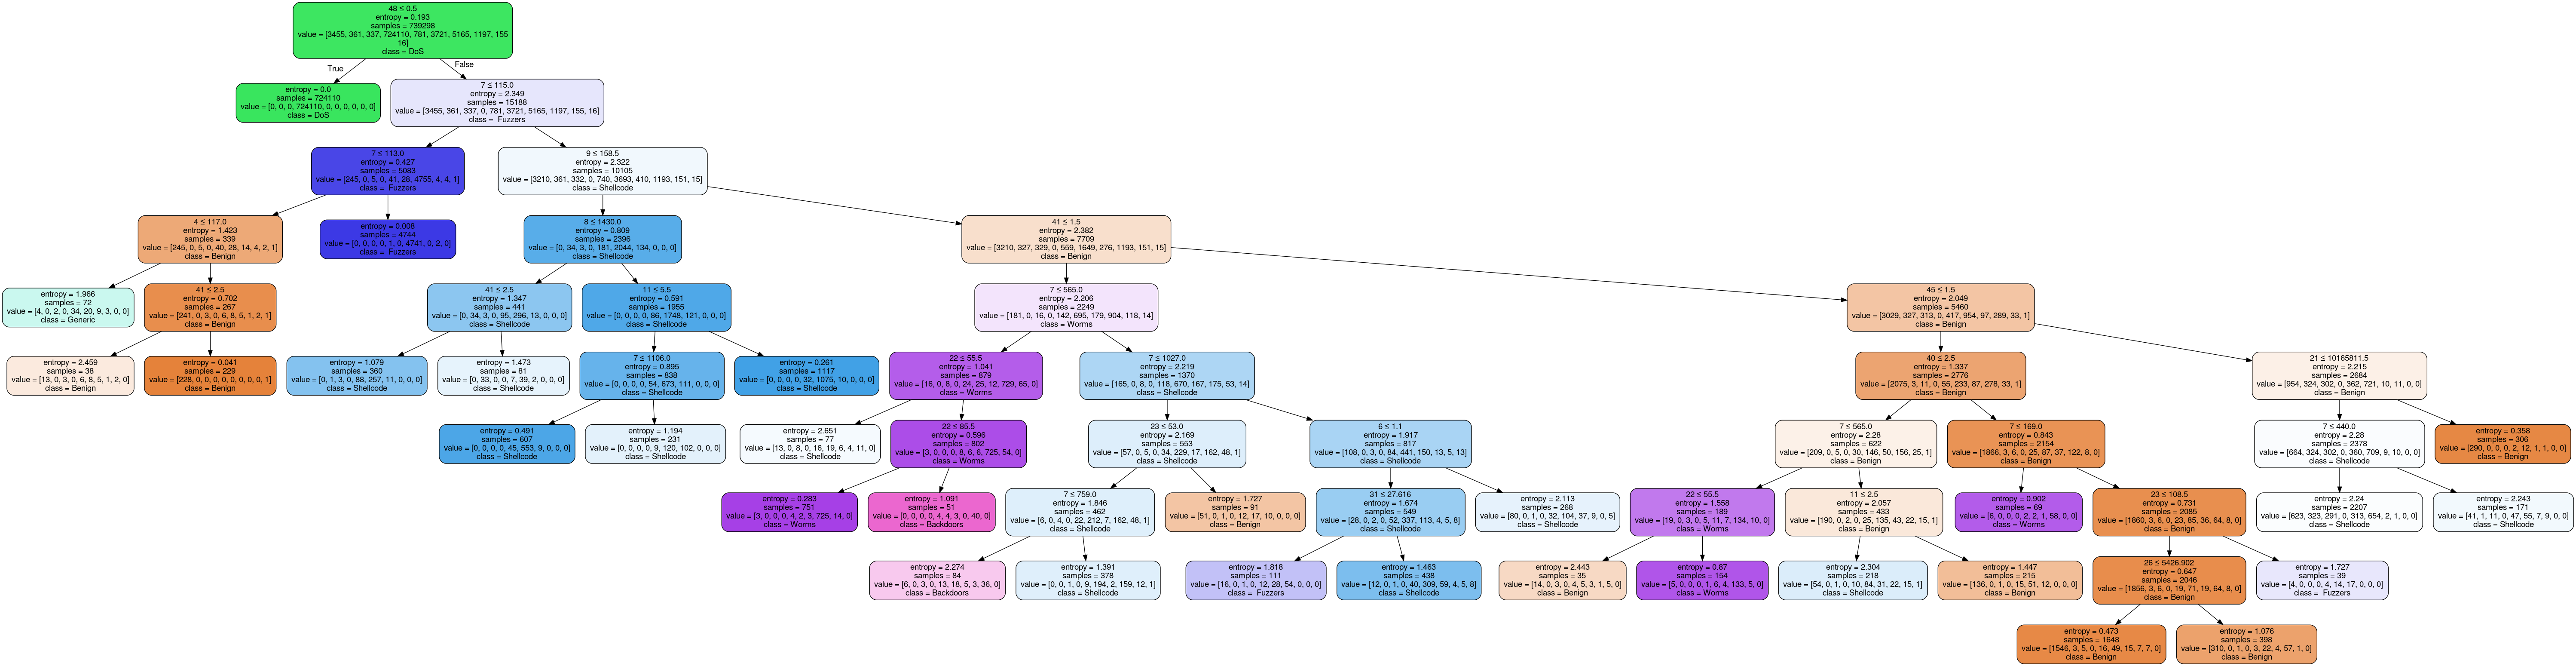 48 ≤ 0.5
entropy = 0.193
samples = 739298
value = [3455, 361, 337, 724110, 781, 3721, 5165, 1197, 155
16]
class = DoS
True
False
entropy = 0.0
samples = 724110
value = [0, 0, 0, 724110, 0, 0, 0, 0, 0, 0]
class = DoS
7 ≤ 115.0
entropy = 2.349
samples = 15188
value = [3455, 361, 337, 0, 781, 3721, 5165, 1197, 155, 16]
class = Fuzzers
7 ≤ 113.0
entropy = 0.427
samples = 5083
value = [245, 0, 5, 0, 41, 28, 4755, 4, 4, 1]
class = Fuzzers
9 ≤ 158.5
entropy = 2.322
samples = 10105
value = [3210, 361, 332, 0, 740, 3693, 410, 1193, 151, 15]
class = Shellcode
4 ≤ 117.0
entropy = 1.423
samples = 339
value = [245, 0, 5, 0, 40, 28, 14, 4, 2, 1]
class = Benign
entropy = 0.008
samples = 4744
value = [0, 0, 0, 0, 1, 0, 4741, 0, 2, 0]
class = Fuzzers
8 ≤ 1430.0
entropy = 0.809
samples = 2396
value = [0, 34, 3, 0, 181, 2044, 134, 0, 0, 0]
class = Shellcode
41 ≤ 1.5
entropy = 2.382
samples = 7709
value = [3210, 327, 329, 0, 559, 1649, 276, 1193, 151, 15]
class = Benign
entropy = 1.966
samples = 72
value = [4, 0, 2, 0, 34, 20, 9, 3, 0, 0]
class = Generic
41 ≤ 2.5
entropy = 0.702
samples = 267
value = [241, 0, 3, 0, 6, 8, 5, 1, 2, 1]
class = Benign
41 ≤ 2.5
entropy = 1.347
samples = 441
value = [0, 34, 3, 0, 95, 296, 13, 0, 0, 0]
class = Shellcode
11 ≤ 5.5
entropy = 0.591
samples = 1955
value = [0, 0, 0, 0, 86, 1748, 121, 0, 0, 0]
class = Shellcode
7 ≤ 565.0
entropy = 2.206
samples = 2249
value = [181, 0, 16, 0, 142, 695, 179, 904, 118, 14]
class = Worms
45 ≤ 1.5
entropy = 2.049
samples = 5460
value = [3029, 327, 313, 0, 417, 954, 97, 289, 33, 1]
class = Benign
entropy = 2.459
samples = 38
value = [13, 0, 3, 0, 6, 8, 5, 1, 2, 0]
class = Benign
entropy = 0.041
samples = 229
value = [228, 0, 0, 0, 0, 0, 0, 0, 0, 1]
class = Benign
entropy = 1.079
samples = 360
value = [0, 1, 3, 0, 88, 257, 11, 0, 0, 0]
class = Shellcode
entropy = 1.473
samples = 81
value = [0, 33, 0, 0, 7, 39, 2, 0, 0, 0]
class = Shellcode
7 ≤ 1106.0
entropy = 0.895
samples = 838
value = [0, 0, 0, 0, 54, 673, 111, 0, 0, 0]
class = Shellcode
entropy = 0.261
samples = 1117
value = [0, 0, 0, 0, 32, 1075, 10, 0, 0, 0]
class = Shellcode
22 ≤ 55.5
entropy = 1.041
samples = 879
value = [16, 0, 8, 0, 24, 25, 12, 729, 65, 0]
class = Worms
7 ≤ 1027.0
entropy = 2.219
samples = 1370
value = [165, 0, 8, 0, 118, 670, 167, 175, 53, 14]
class = Shellcode
40 ≤ 2.5
entropy = 1.337
samples = 2776
value = [2075, 3, 11, 0, 55, 233, 87, 278, 33, 1]
class = Benign
21 ≤ 10165811.5
entropy = 2.215
samples = 2684
value = [954, 324, 302, 0, 362, 721, 10, 11, 0, 0]
class = Benign
entropy = 0.491
samples = 607
value = [0, 0, 0, 0, 45, 553, 9, 0, 0, 0]
class = Shellcode
entropy = 1.194
samples = 231
value = [0, 0, 0, 0, 9, 120, 102, 0, 0, 0]
class = Shellcode
entropy = 2.651
samples = 77
value = [13, 0, 8, 0, 16, 19, 6, 4, 11, 0]
class = Shellcode
22 ≤ 85.5
entropy = 0.596
samples = 802
value = [3, 0, 0, 0, 8, 6, 6, 725, 54, 0]
class = Worms
23 ≤ 53.0
entropy = 2.169
samples = 553
value = [57, 0, 5, 0, 34, 229, 17, 162, 48, 1]
class = Shellcode
6 ≤ 1.1
entropy = 1.917
samples = 817
value = [108, 0, 3, 0, 84, 441, 150, 13, 5, 13]
class = Shellcode
7 ≤ 565.0
entropy = 2.28
samples = 622
value = [209, 0, 5, 0, 30, 146, 50, 156, 25, 1]
class = Benign
7 ≤ 169.0
entropy = 0.843
samples = 2154
value = [1866, 3, 6, 0, 25, 87, 37, 122, 8, 0]
class = Benign
7 ≤ 440.0
entropy = 2.28
samples = 2378
value = [664, 324, 302, 0, 360, 709, 9, 10, 0, 0]
class = Shellcode
entropy = 0.358
samples = 306
value = [290, 0, 0, 0, 2, 12, 1, 1, 0, 0]
class = Benign
entropy = 0.283
samples = 751
value = [3, 0, 0, 0, 4, 2, 3, 725, 14, 0]
class = Worms
entropy = 1.091
samples = 51
value = [0, 0, 0, 0, 4, 4, 3, 0, 40, 0]
class = Backdoors
7 ≤ 759.0
entropy = 1.846
samples = 462
value = [6, 0, 4, 0, 22, 212, 7, 162, 48, 1]
class = Shellcode
entropy = 1.727
samples = 91
value = [51, 0, 1, 0, 12, 17, 10, 0, 0, 0]
class = Benign
31 ≤ 27.616
entropy = 1.674
samples = 549
value = [28, 0, 2, 0, 52, 337, 113, 4, 5, 8]
class = Shellcode
entropy = 2.113
samples = 268
value = [80, 0, 1, 0, 32, 104, 37, 9, 0, 5]
class = Shellcode
22 ≤ 55.5
entropy = 1.558
samples = 189
value = [19, 0, 3, 0, 5, 11, 7, 134, 10, 0]
class = Worms
11 ≤ 2.5
entropy = 2.057
samples = 433
value = [190, 0, 2, 0, 25, 135, 43, 22, 15, 1]
class = Benign
entropy = 0.902
samples = 69
value = [6, 0, 0, 0, 2, 2, 1, 58, 0, 0]
class = Worms
23 ≤ 108.5
entropy = 0.731
samples = 2085
value = [1860, 3, 6, 0, 23, 85, 36, 64, 8, 0]
class = Benign
entropy = 2.24
samples = 2207
value = [623, 323, 291, 0, 313, 654, 2, 1, 0, 0]
class = Shellcode
entropy = 2.243
samples = 171
value = [41, 1, 11, 0, 47, 55, 7, 9, 0, 0]
class = Shellcode
entropy = 2.274
samples = 84
value = [6, 0, 3, 0, 13, 18, 5, 3, 36, 0]
class = Backdoors
entropy = 1.391
samples = 378
value = [0, 0, 1, 0, 9, 194, 2, 159, 12, 1]
class = Shellcode
entropy = 1.818
samples = 111
value = [16, 0, 1, 0, 12, 28, 54, 0, 0, 0]
class = Fuzzers
entropy = 1.463
samples = 438
value = [12, 0, 1, 0, 40, 309, 59, 4, 5, 8]
class = Shellcode
entropy = 2.443
samples = 35
value = [14, 0, 3, 0, 4, 5, 3, 1, 5, 0]
class = Benign
entropy = 0.87
samples = 154
value = [5, 0, 0, 0, 1, 6, 4, 133, 5, 0]
class = Worms
entropy = 2.304
samples = 218
value = [54, 0, 1, 0, 10, 84, 31, 22, 15, 1]
class = Shellcode
entropy = 1.447
samples = 215
value = [136, 0, 1, 0, 15, 51, 12, 0, 0, 0]
class = Benign
26 ≤ 5426.902
entropy = 0.647
samples = 2046
value = [1856, 3, 6, 0, 19, 71, 19, 64, 8, 0]
class = Benign
entropy = 1.727
samples = 39
value = [4, 0, 0, 0, 4, 14, 17, 0, 0, 0]
class = Fuzzers
entropy = 0.473
samples = 1648
value = [1546, 3, 5, 0, 16, 49, 15, 7, 7, 0]
class = Benign
entropy = 1.076
samples = 398
value = [310, 0, 1, 0, 3, 22, 4, 57, 1, 0]
class = Benign